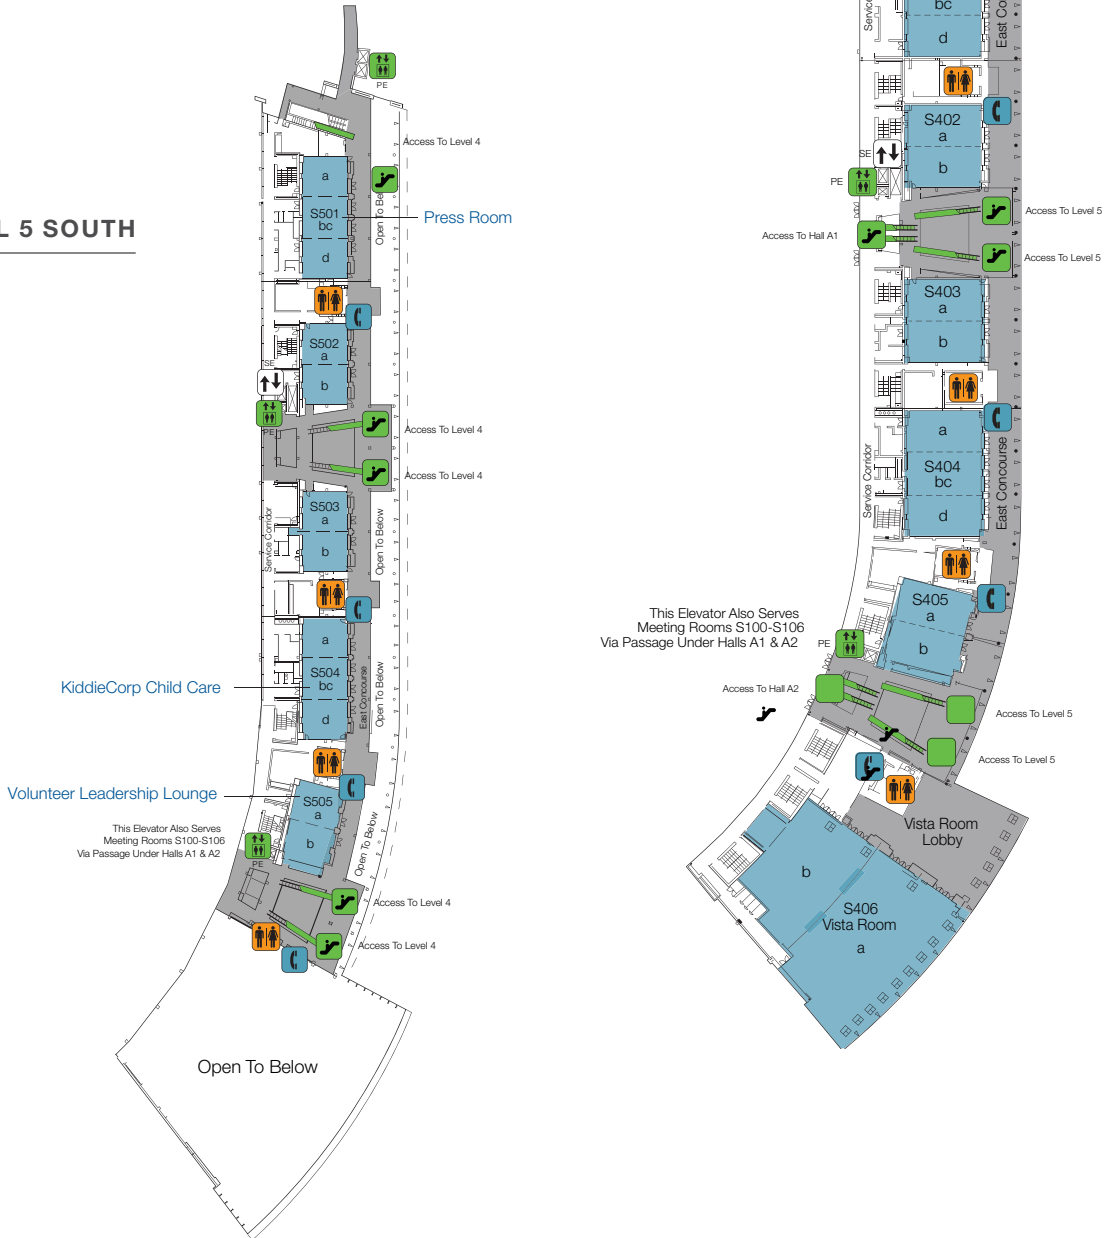 L 5 SOUTH
PE
Access To Level 4
a
S501
bc
d
Open To Be
Press Room
S502
a
b
SE
PE
Access To Level 4
Access To Level 4
S503
a
b
Service Corridor
Open To Below
a
S504
bc
d
East Concourse
Open To Below
KiddieCorp Child Care
Volunteer Leadership Lounge
S505
a
b
Open To Below
This Elevator Also Serves
Meeting Rooms S100-S106
Via Passage Under Halls A1 & A2
PE
Access To Level 4
Access To Level 4
Open To Below
Service
bc
d
East Co
S402
a
b
SE
PE
Access To Level 5
Access To Hall A1
Access To Level 5
S403
a
b
a
S404
bc
d
Service Corridor
East Concourse
S405
a
b
This Elevator Also Serves
Meeting Rooms S100-S106
Via Passage Under Halls A1 & A2
PE
Access To Hall A2
Access To Level 5
Access To Level 5
Vista Room
Lobby
b
S406
Vista Room
a